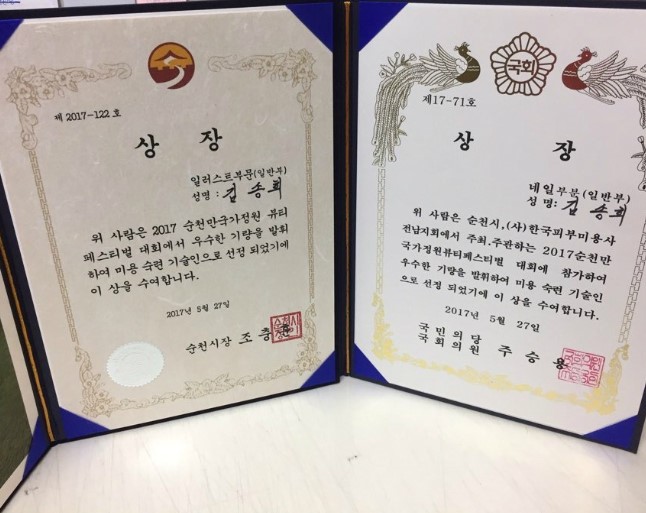 제 2017-122 호
상 장
일러스트부문(일반부)
성명 : 김송희
위 사람은 2017 순천만국가정원 뷰티
페스티벌 대회에서 우수한 기량을 발휘
하여 미용 숙련 기술인으로 선정 되었기에
이 상을 수여합니다.
2017년 5월 27일
순천시장 조충훈
국회
제17-71호
상 장
네일부문(일반부)
성 명: 김송희
위 사람은 순천시,(사)한국피부미용사
전남지회에서 주최,주관하는 2017순천만
국가정원뷰티페스티벌 대회에 참가하여
우수한 기량을 발휘하여 미용 숙련 기술인
으로 선정 되었기에 이 상을 수여합니다.
2017년 5월 27일
국민의당
국회의원 주승용